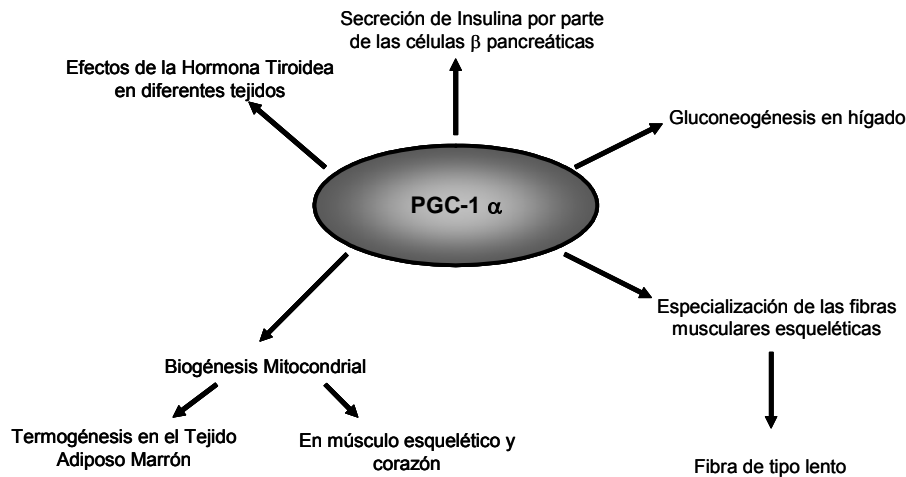 Secreción de Insulina por parte
de las células β pancreáticas
Efectos de la Hormona Tiroidea
en diferentes tejidos
Gluconeogénesis en hígado
PGC-1 α
Especialización de las fibras
musculares esqueléticas
Biogénesis Mitocondrial
Termogénesis en el Tejido
Adiposo Marrón
En músculo esquelético y
corazón
Fibra de tipo lento